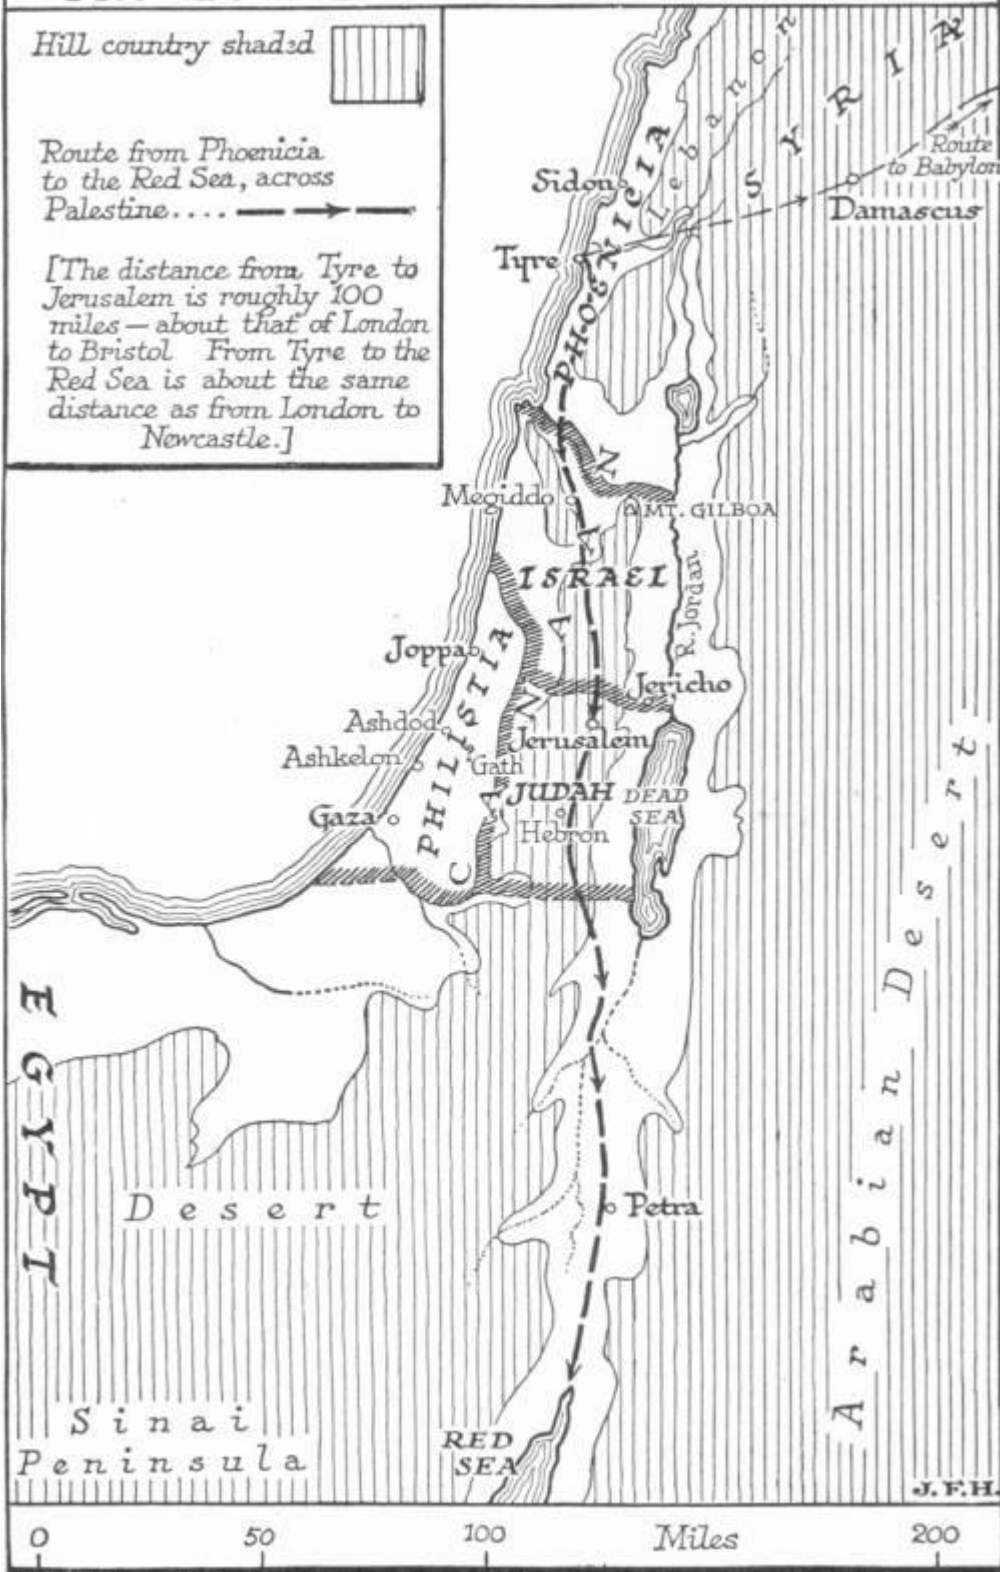 Hill country shaded
Route from Phoenicia
to the Red Sea, across
Palestine....
[The distance from Tyre to
Jerusalem is roughly 100
miles — about that of London
to Bristol From Tyre to the
Red Sea is about the same
distance as from London to
Newcastle.]
SYRIA
Lebanon
Route
to Babylon
Sidon
Damascus
PHOENICIA
Tyre
Megiddo
MT. GILBOA
CANAAN
ISRAEL
R. Jordan
Joppa
PHILISTIA
Jericho
Ashdod
Jerusalem
Ashkelon
Gath
JUDAH
DEAD
SEA
Gaza
Hebron
Arabian Desert
EGYPT
Desert
Petra
Sinai
Peninsula
RED
SEA
J.F.H.
0 50 100 Miles 200